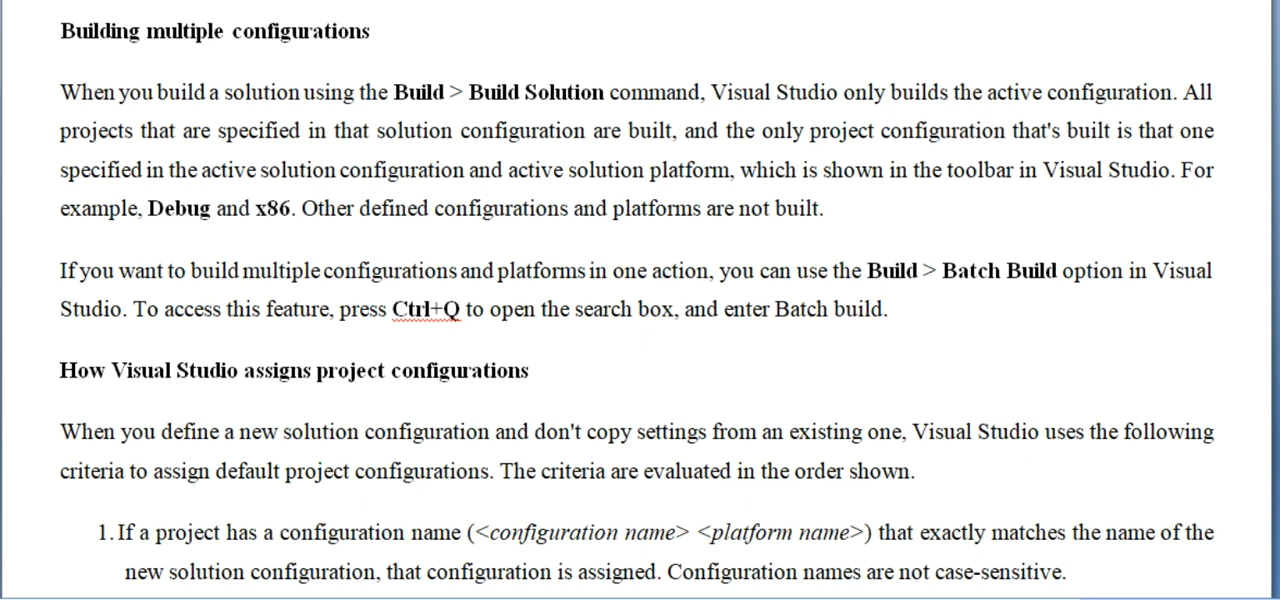 Building multiple configurations
When you build a solution using the Build > Build Solution command, Visual Studio only builds the active configuration. All
projects that are specified in that solution configuration are built, and the only project configuration that's built is that one
specified in the active solution configuration and active solution platform, which is shown in the toolbar in Visual Studio. For
example, Debug and x86. Other defined configurations and platforms are not built.
If you want to build multiple configurations and platforms in one action, you can use the Build > Batch Build option in Visual
Studio. To access this feature, press Ctrl+Q to open the search box, and enter Batch build.
How Visual Studio assigns project configurations
When you define a new solution configuration and don't copy settings from an existing one, Visual Studio uses the following
criteria to assign default project configurations. The criteria are evaluated in the order shown.
1. If a project has a configuration name (<configuration name> <platform name>) that exactly matches the name of the
new solution configuration, that configuration is assigned. Configuration names are not case-sensitive.